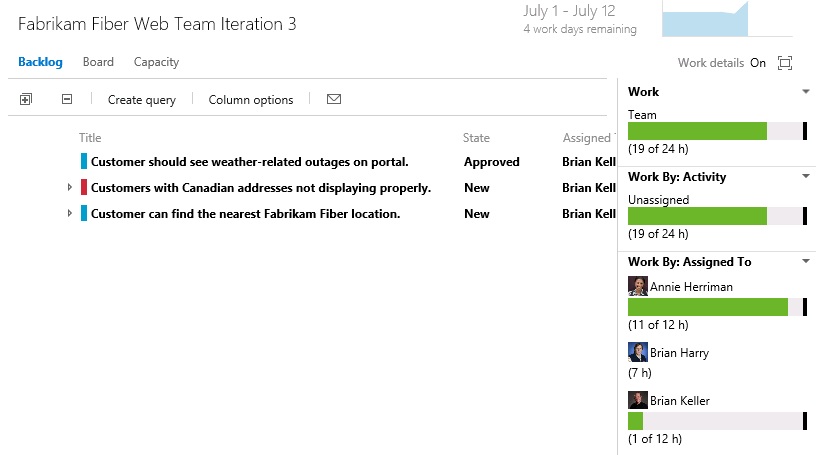 Fabrikam Fiber Web Team Iteration 3
July 1 - July 12
4 work days remaining
Backlog Board Capacity
Work details On
Create query Column options
Title State Assigned
Customer should see weather-related outages on portal. Approved Brian Kell
Customers with Canadian addresses not displaying properly. New Brian Kell
Customer can find the nearest Fabrikam Fiber location. New Brian Kell
Work
Team
(19 of 24 h)
Work By: Activity
Unassigned
(19 of 24 h)
Work By: Assigned To
Annie Herriman
(11 of 12 h)
Brian Harry
(7 h)
Brian Keller
(1 of 12 h)